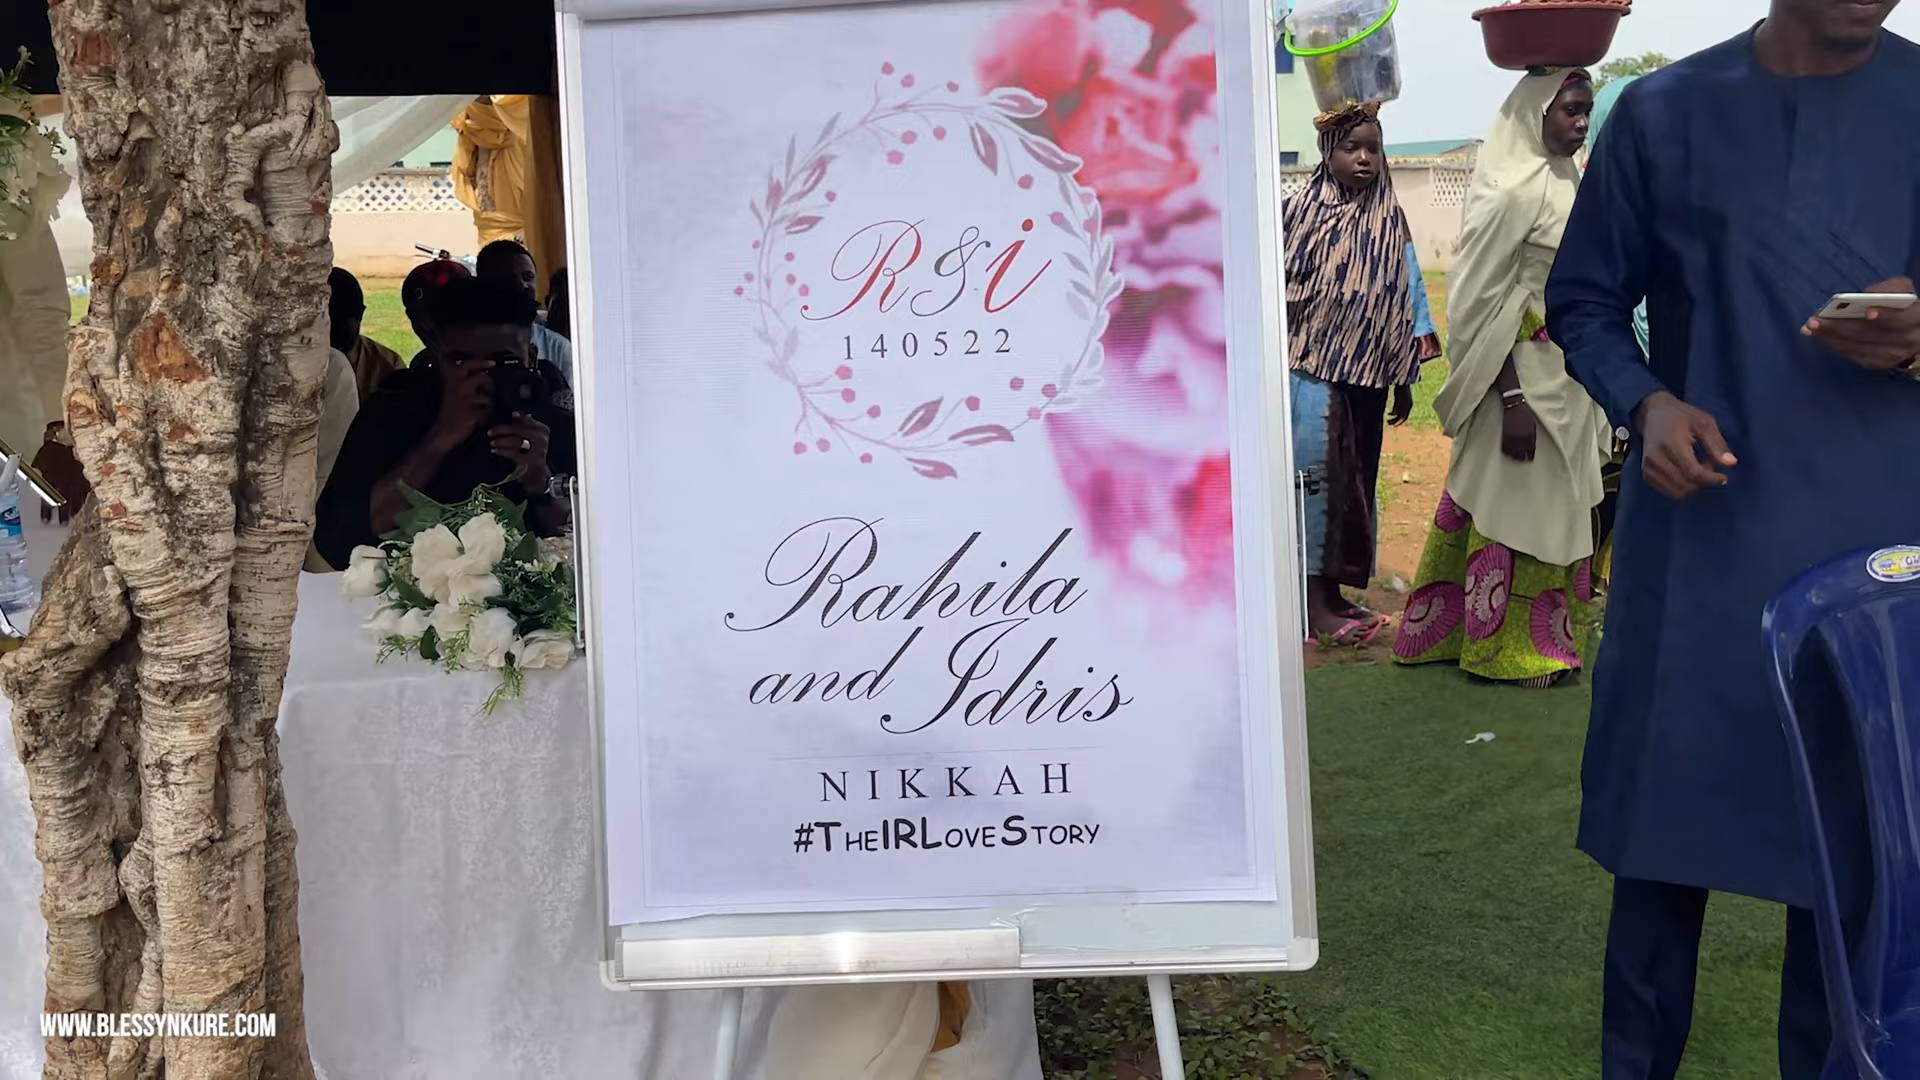 R&i
140522
Rahila
and Idris
NIKKAH
#TheIRLoveStory
WWW.BLESSYNKURE.COM